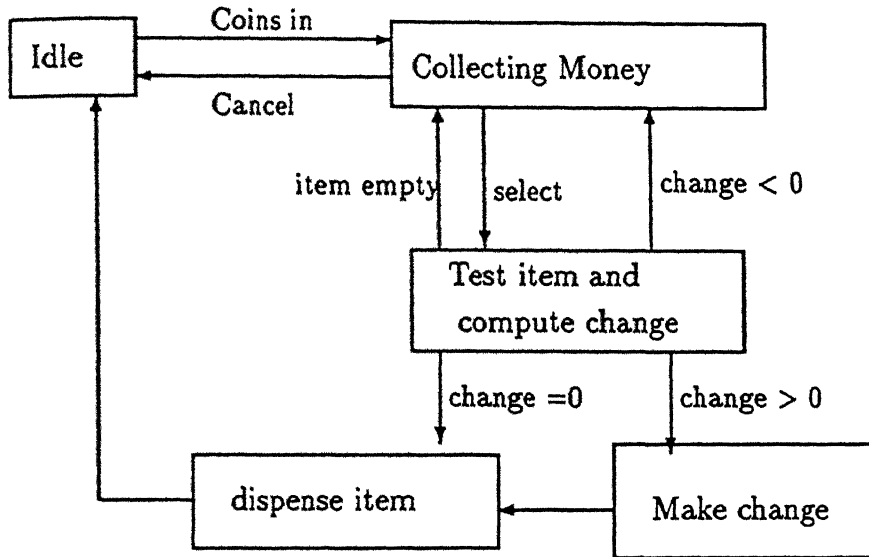 Coins in
Idle
Collecting Money
Cancel
item empty
select
change < 0
Test item and
compute change
change =0
change > 0
dispense item
Make change